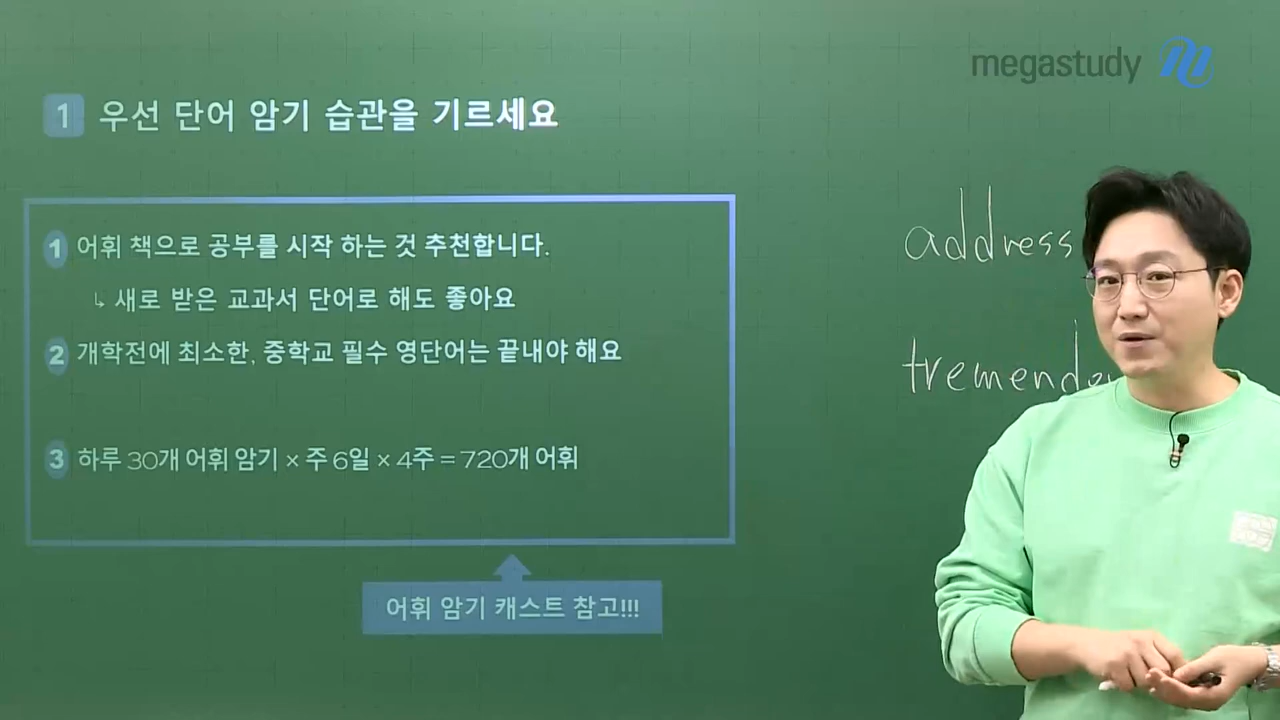 megastudy
1 우선 단어 암기 습관을 기르세요
1 어휘 책으로 공부를 시작 하는 것 추천합니다.
↳ 새로 받은 교과서 단어로 해도 좋아요
2 개학전에 최소한, 중학교 필수 영단어는 끝내야 해요
3 하루 30개 어휘 암기 × 주 6일 × 4주 = 720개 어휘
어휘 암기 캐스트 참고!!!
address